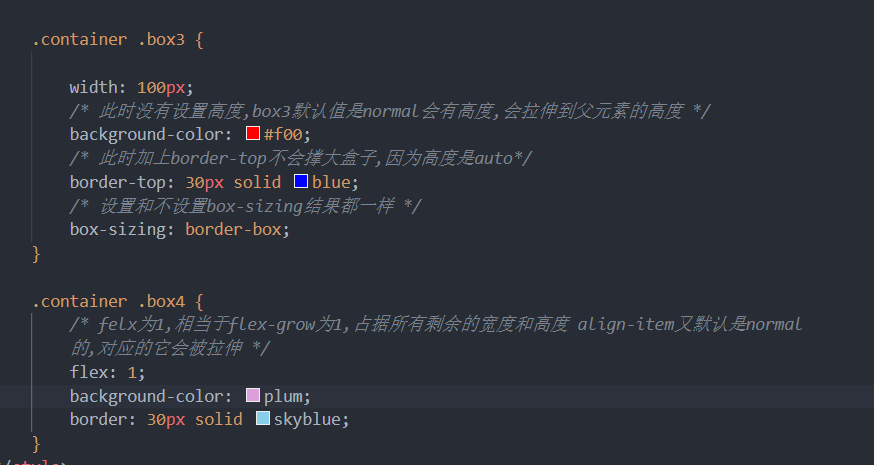 .container .box3 {
width: 100px;
/* 此时没有设置高度,box3默认值是normal会有高度,会拉伸到父元素的高度 */
background-color: #f00;
/* 此时加上border-top不会撑大盒子,因为高度是auto*/
border-top: 30px solid blue;
/* 设置和不设置box-sizing结果都一样 */
box-sizing: border-box;
}
.container .box4 {
/* felx为1,相当于flex-grow为1,占据所有剩余的宽度和高度 align-item又默认是normal
的,对应的它会被拉伸 */
flex: 1;
background-color: plum;
border: 30px solid skyblue;
}
</style>